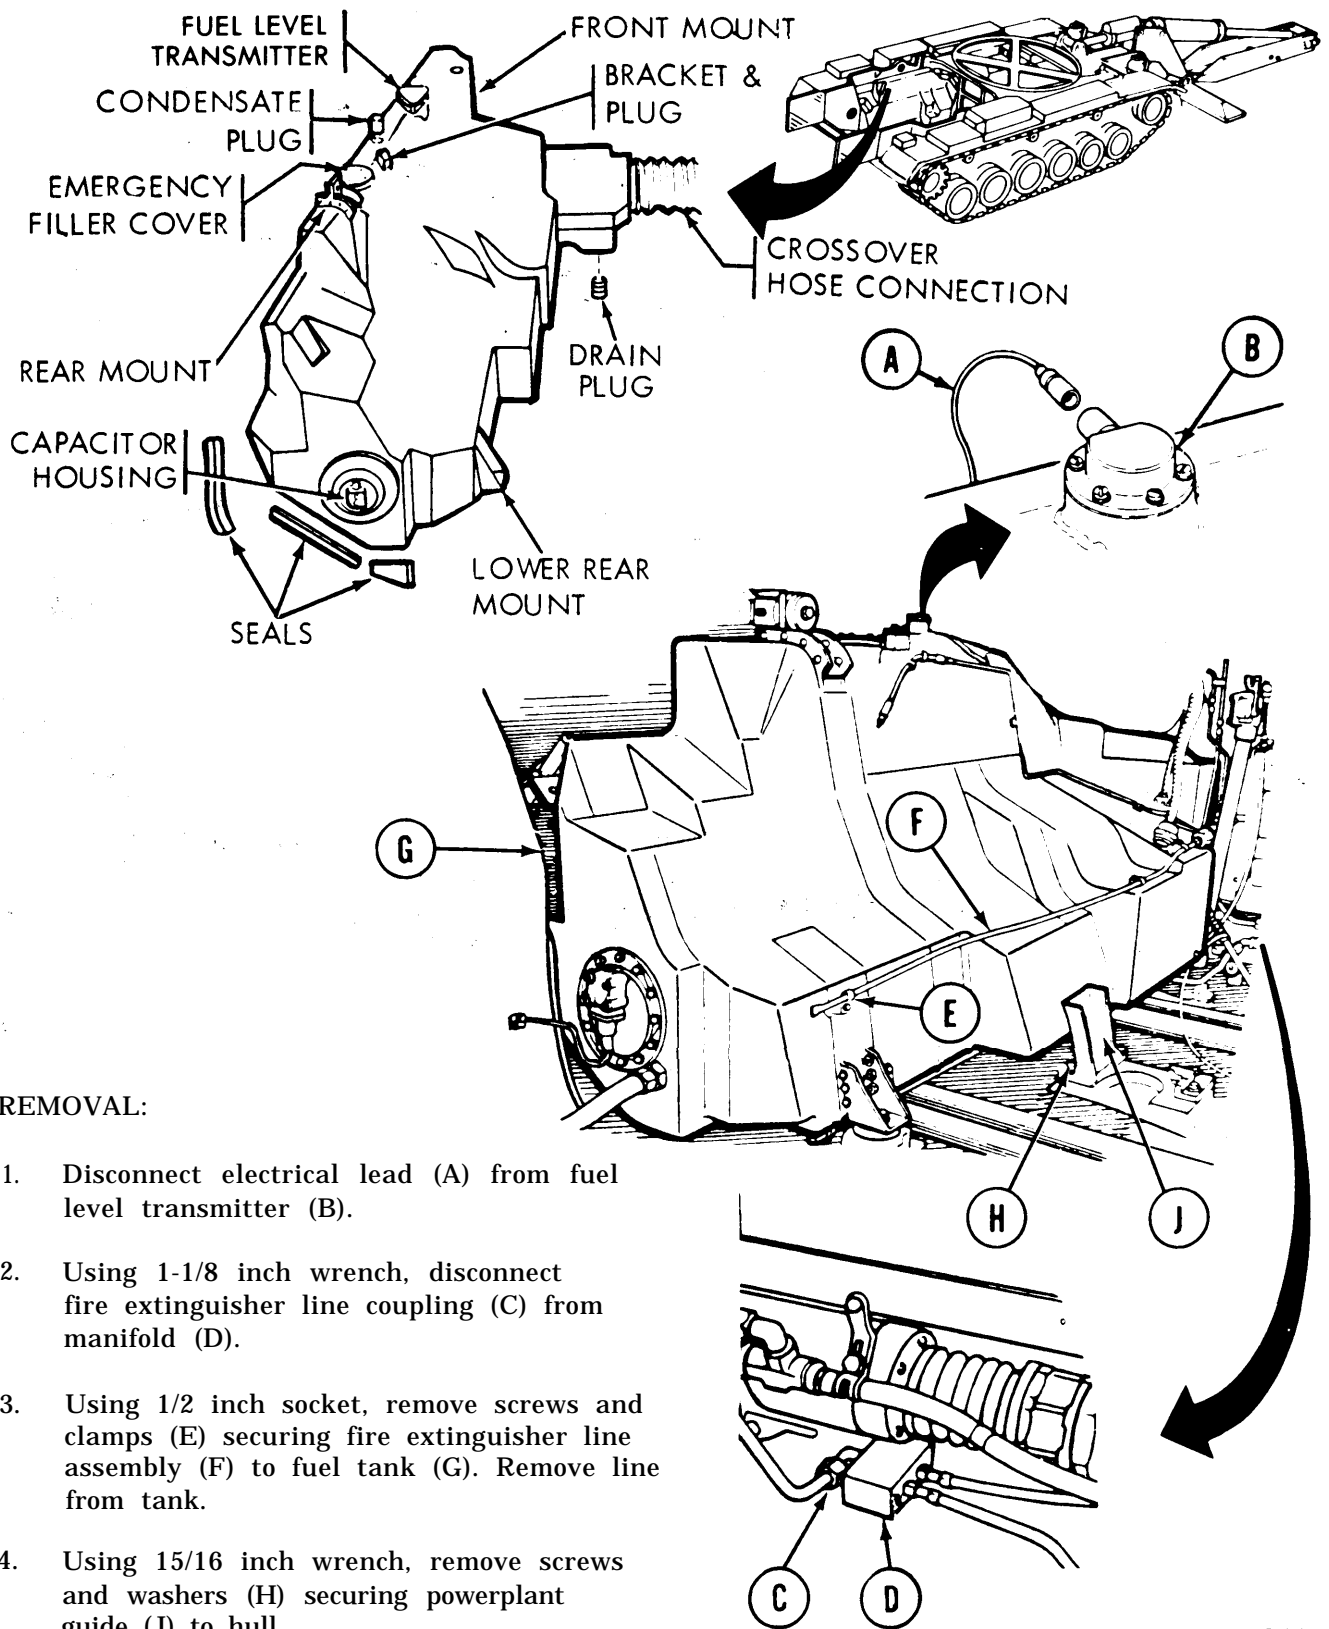 FUEL LEVEL
TRANSMITTER
FRONT MOUNT
CONDENSATE
PLUG
BRACKET &
PLUG
EMERGENCY
FILLER COVER
CROSSOVER
HOSE CONNECTION
REAR MOUNT
DRAIN
PLUG
A
B
CAPACITOR
HOUSING
LOWER REAR
MOUNT
SEALS
G
F
E
H
J
REMOVAL:
1. Disconnect electrical lead (A) from fuel
level transmitter (B).
2. Using 1-1/8 inch wrench, disconnect
fire extinguisher line coupling (C) from
manifold (D).
3. Using 1/2 inch socket, remove screws and
clamps (E) securing fire extinguisher line
assembly (F) to fuel tank (G). Remove line
from tank.
4. Using 15/16 inch wrench, remove screws
and washers (H) securing powerplant
guide (J) to hull
C
D